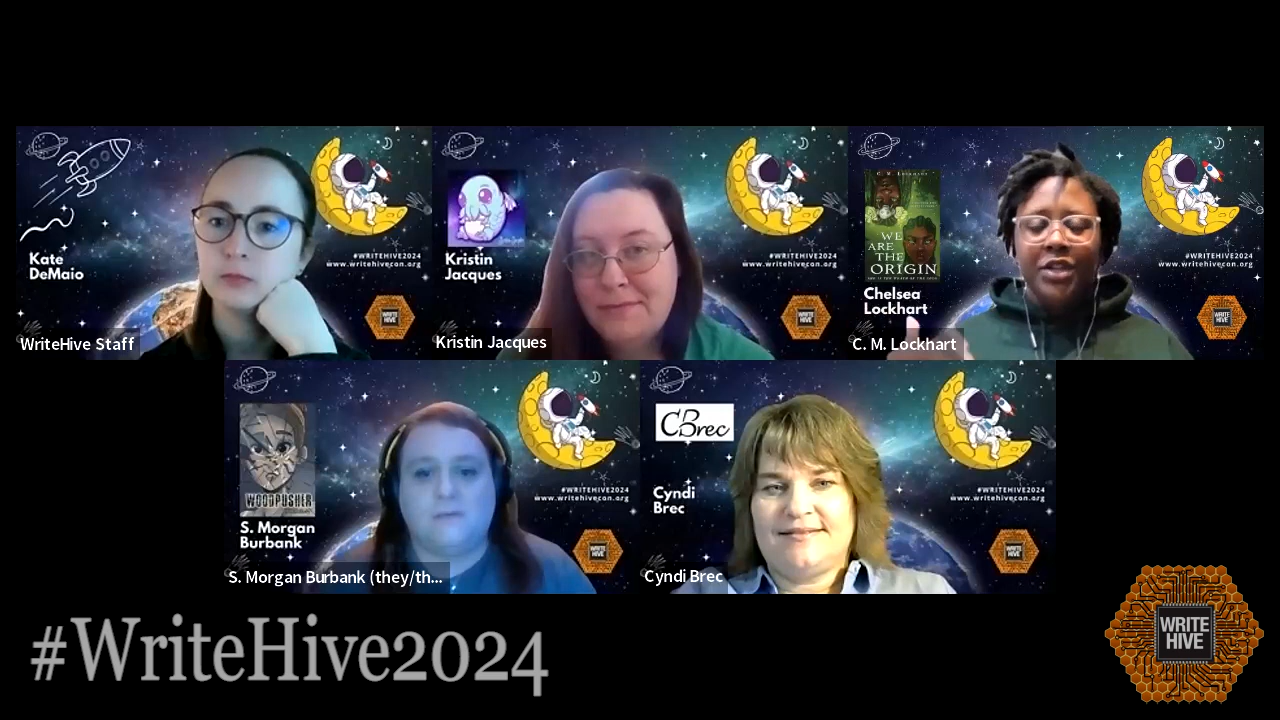 Kate
DeMaio
#WRITEHIVE2024
www.writehivecon.org
WRITE
HIVE
WriteHive Staff
Kristin
Jacques
#WRITEHIVE2024
www.writehivecon.org
WRITE
HIVE
Kristin Jacques
C. M. LOCKHART
WE
ARE
THE
ORIGIN
Chelsea
Lockhart
#WRITEHIVE2024
www.writehivecon.org
WRITE
HIVE
C. M. Lockhart
WOODPUSHER
S. Morgan
Burbank
#WRITEHIVE2024
www.writehivecon.org
WRITE
HIVE
S. Morgan Burbank (they/th...
CBrec
Cyndi
Brec
#WRITEHIVE2024
www.writehivecon.org
WRITE
HIVE
Cyndi Brec
#WriteHive2024
WRITE
HIVE